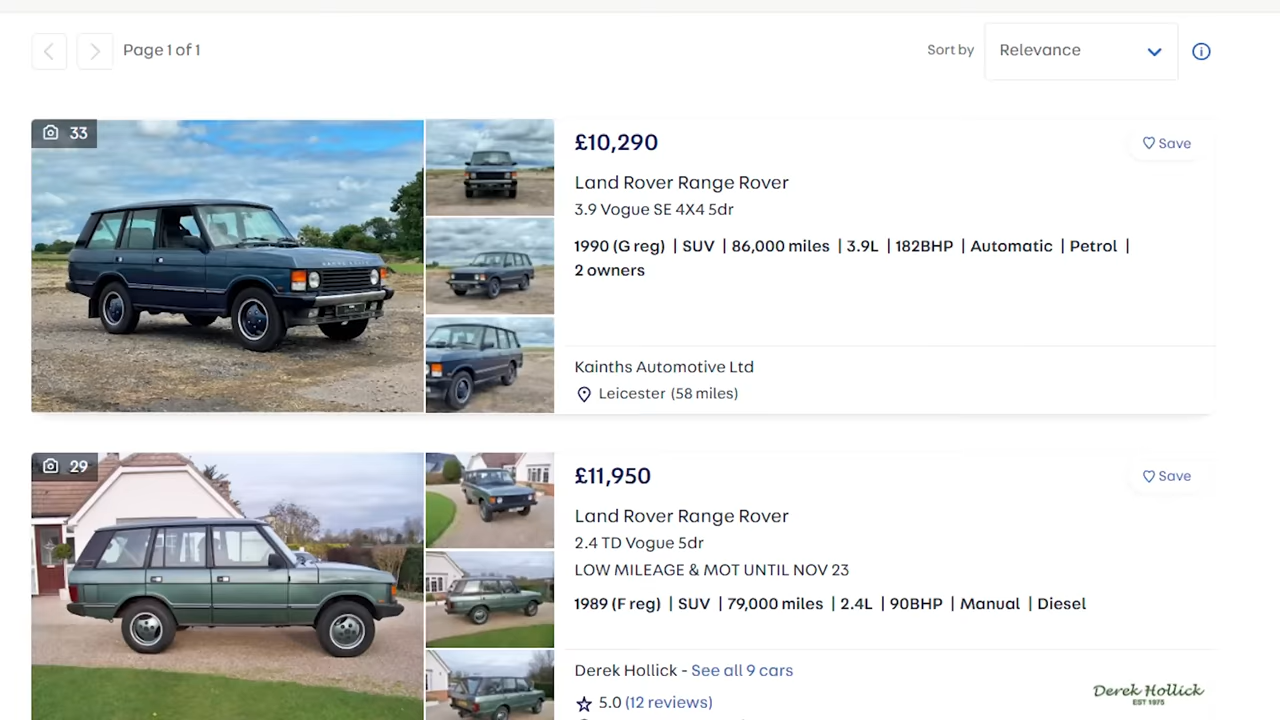 Page 1 of 1
Sort by
Relevance
33
£10,290
Save
Land Rover Range Rover
3.9 Vogue SE 4X4 5dr
1990 (G reg) | SUV | 86,000 miles | 3.9L | 182BHP | Automatic | Petrol |
2 owners
Kainths Automotive Ltd
Leicester (58 miles)
29
£11,950
Save
Land Rover Range Rover
2.4 TD Vogue 5dr
LOW MILEAGE & MOT UNTIL NOV 23
1989 (F reg) | SUV | 79,000 miles | 2.4L | 90BHP | Manual | Diesel
Derek Hollick - See all 9 cars
5.0 (12 reviews)
Derek Hollick
EST 1975